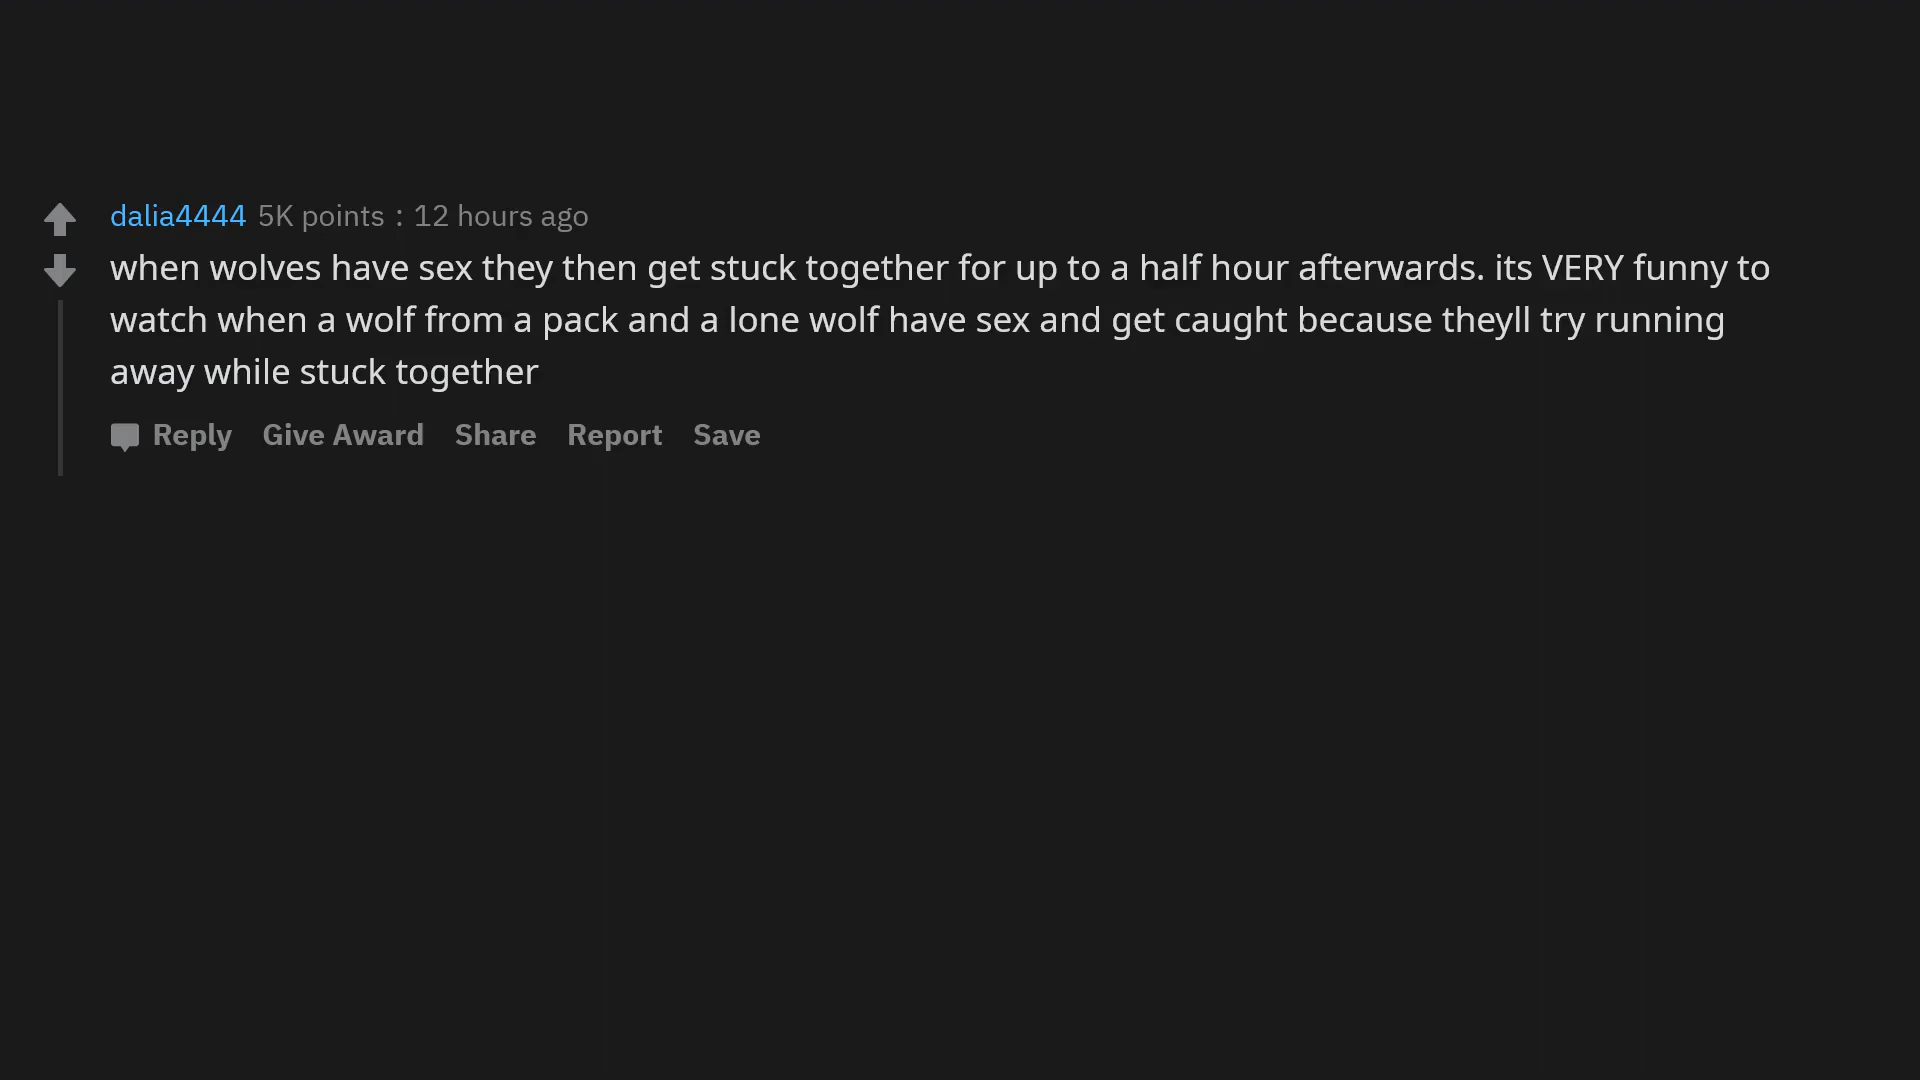 dalia4444 5K points : 12 hours ago
when wolves have sex they then get stuck together for up to a half hour afterwards. its VERY funny to
watch when a wolf from a pack and a lone wolf have sex and get caught because theyll try running
away while stuck together
Reply Give Award Share Report Save